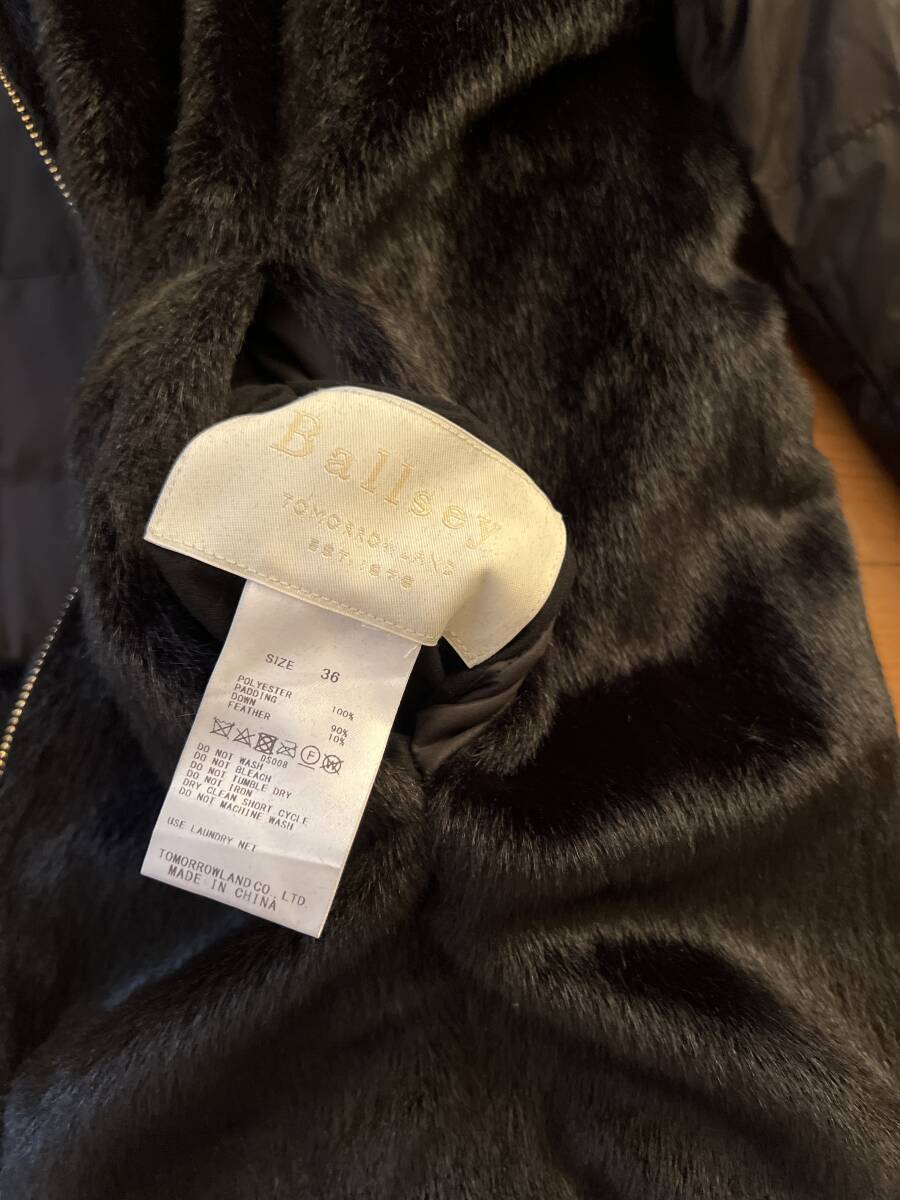 Ballsey
TOMORROWLAND
EST. 1978
SIZE 36
POLYESTER 100%
PADDING
DOWN 90%
FEATHER 10%
F W
DS008
DO NOT WASH
DO NOT BLEACH
DO NOT TUMBLE DRY
DO NOT IRON
DRY CLEAN SHORT CYCLE
DO NOT MACHINE WASH
USE LAUNDRY NET
TOMORROWLAND CO., LTD.
MADE IN CHINA